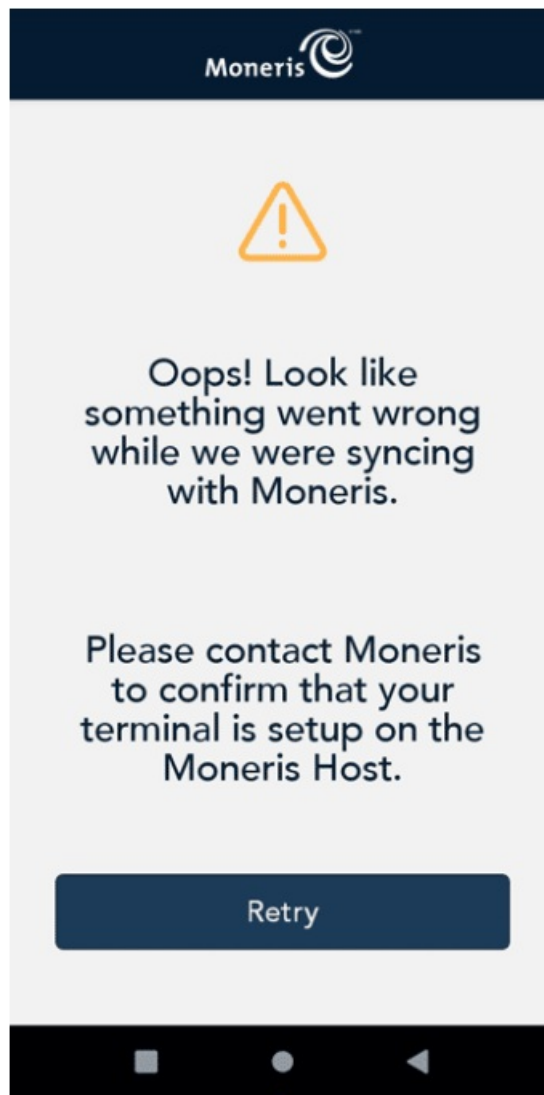 Moneris
Oops! Look like
something went wrong
while we were syncing
with Moneris.
Please contact Moneris
to confirm that your
terminal is setup on the
Moneris Host.
Retry